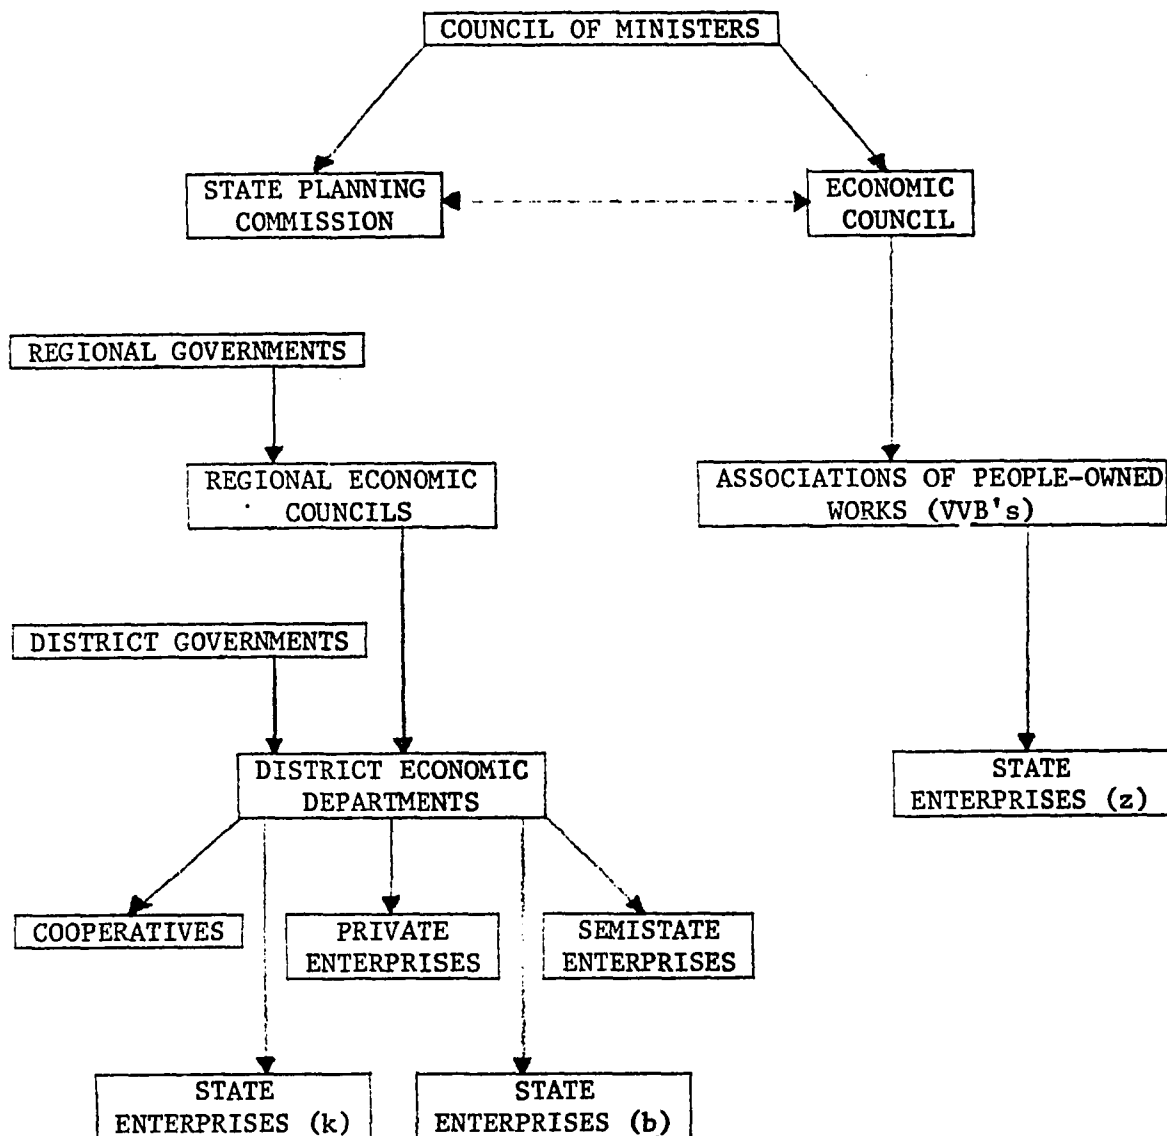 COUNCIL OF MINISTERS
STATE PLANNING
COMMISSION
ECONOMIC
COUNCIL
REGIONAL GOVERNMENTS
REGIONAL ECONOMIC
COUNCILS
ASSOCIATIONS OF PEOPLE-OWNED
WORKS (VVB's)
DISTRICT GOVERNMENTS
DISTRICT ECONOMIC
DEPARTMENTS
STATE
ENTERPRISES (z)
COOPERATIVES
PRIVATE
ENTERPRISES
SEMISTATE
ENTERPRISES
STATE
ENTERPRISES (k)
STATE
ENTERPRISES (b)